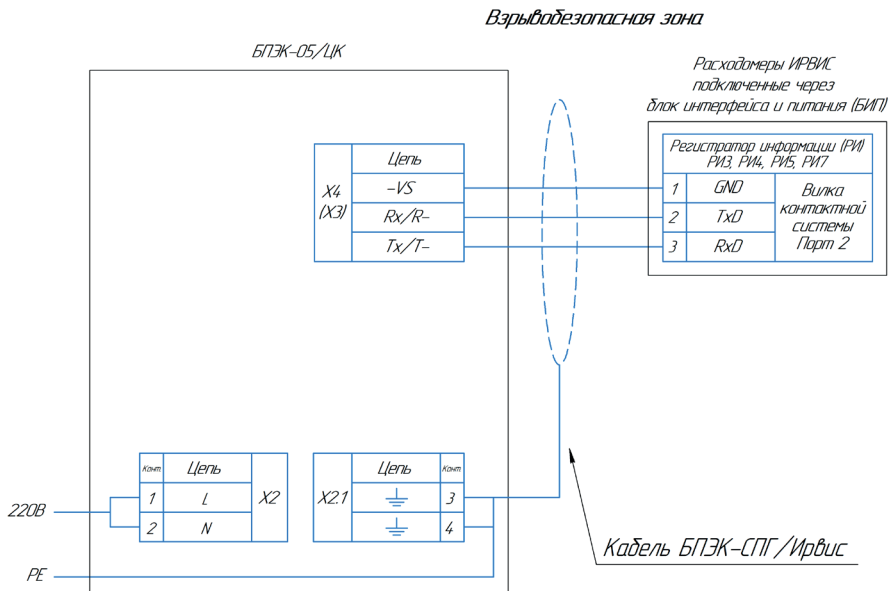 Взрывобезопасная зона
БПЭК-05/ЦК
Расходомеры ИРВИС
подключенные через
блок интерфейса и питания (БИП)
Регистратор информации (РИ)
РИ3, РИ4, РИ5, РИ7
X4
(X3)
Цепь
-VS
Rx/R-
Tx/T-
1 GND
2 TxD
3 RxD
Вилка
контактной
системы
Порт 2
Конт. Цепь
1 L
2 N
X2
X2.1
Цепь Конт.
3
4
220В
PE
Кабель БПЭК-СПГ/Ирвис